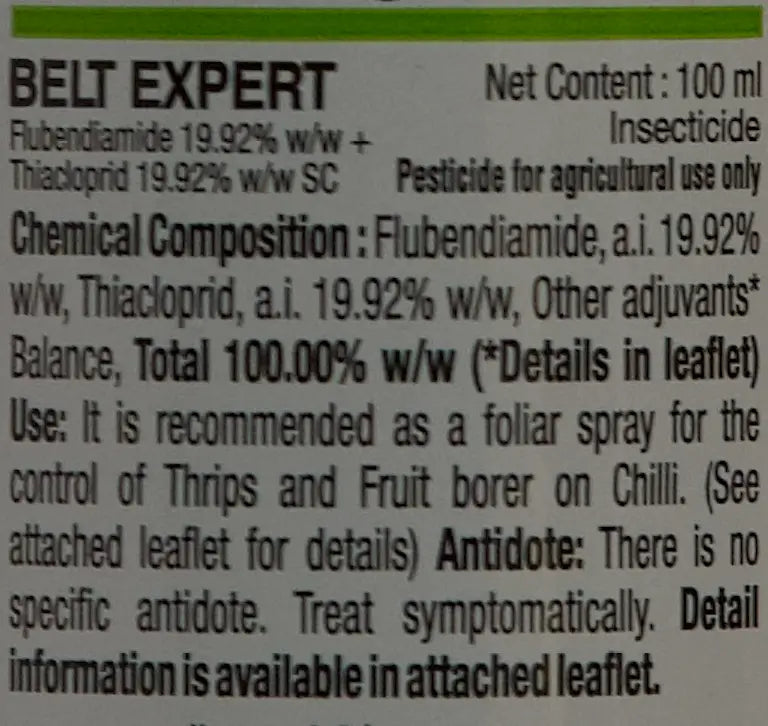 BELT EXPERT Net Content : 100 ml
Flubendiamide 19.92% w/w + Insecticide
Thiacloprid 19.92% w/w SC Pesticide for agricultural use only
Chemical Composition : Flubendiamide, a.i. 19.92%
w/w, Thiacloprid, a.i. 19.92% w/w, Other adjuvants*
Balance, Total 100.00% w/w (*Details in leaflet)
Use: It is recommended as a foliar spray for the
control of Thrips and Fruit borer on Chilli. (See
attached leaflet for details) Antidote: There is no
specific antidote. Treat symptomatically. Detail
information is available in attached leaflet.